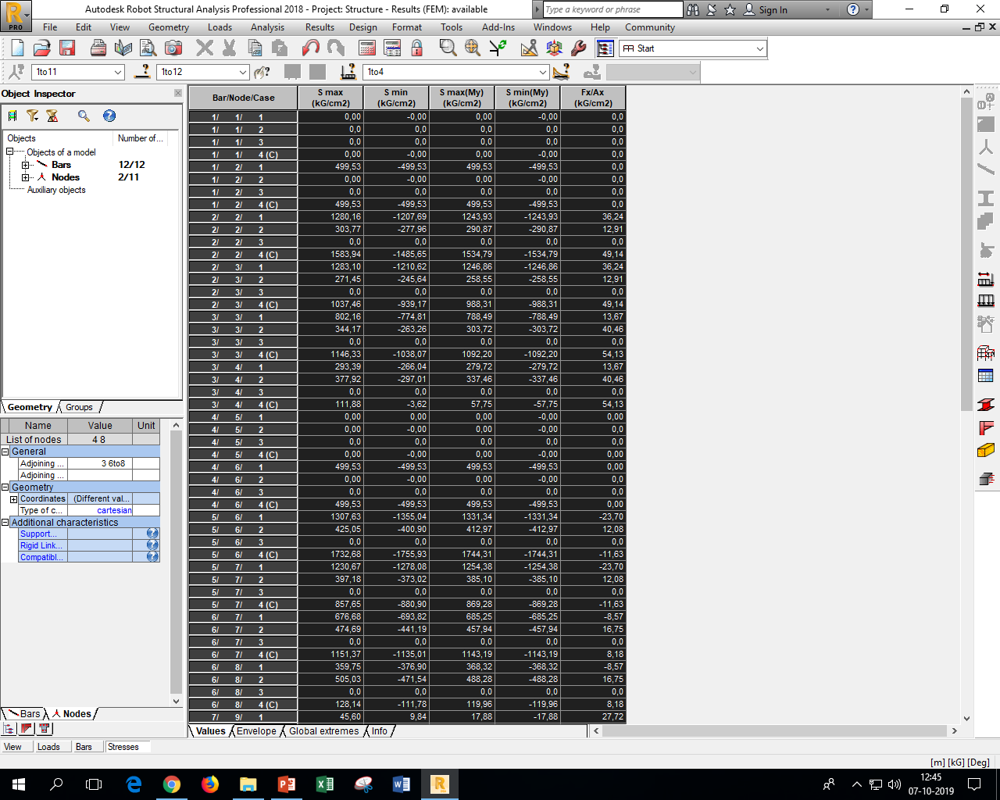 Autodesk Robot Structural Analysis Professional 2018 - Project: Structure - Results (FEM): available
Type a keyword or phrase
Sign In
PRO
File Edit View Geometry Loads Analysis Results Design Format Tools Add-Ins Windows Help Community
Start
1to11 1to12 1to4
Object Inspector
Objects Number of...
Objects of a model
Bars 12/12
Nodes 2/11
Auxiliary objects
Geometry Groups
Name Value Unit
List of nodes 4 8
General
Adjoining ... 3 6to8
Adjoining ...
Geometry
Coordinates (Different val...
Type of c... cartesian
Additional characteristics
Support...
Rigid Link...
Compatibl...
Bars Nodes
Bar/Node/Case S max (kG/cm2) S min (kG/cm2) S max(My) (kG/cm2) S min(My) (kG/cm2) Fx/Ax (kG/cm2)
1/ 1/ 1 0,00 -0,00 0,00 -0,00 0,0
1/ 1/ 2 0,0 0,0 0,0 0,0 0,0
1/ 1/ 3 0,0 0,0 0,0 0,0 0,0
1/ 1/ 4 (C) 0,00 -0,00 0,00 -0,00 0,0
1/ 2/ 1 499,53 -499,53 499,53 -499,53 0,0
1/ 2/ 2 0,00 -0,00 0,00 -0,00 0,0
1/ 2/ 3 0,0 0,0 0,0 0,0 0,0
1/ 2/ 4 (C) 499,53 -499,53 499,53 -499,53 0,0
2/ 2/ 1 1280,16 -1207,69 1243,93 -1243,93 36,24
2/ 2/ 2 303,77 -277,96 290,87 -290,87 12,91
2/ 2/ 3 0,0 0,0 0,0 0,0 0,0
2/ 2/ 4 (C) 1583,94 -1485,65 1534,79 -1534,79 49,14
2/ 3/ 1 1283,10 -1210,62 1246,86 -1246,86 36,24
2/ 3/ 2 271,45 -245,64 258,55 -258,55 12,91
2/ 3/ 3 0,0 0,0 0,0 0,0 0,0
2/ 3/ 4 (C) 1037,46 -939,17 988,31 -988,31 49,14
3/ 3/ 1 802,16 -774,81 788,49 -788,49 13,67
3/ 3/ 2 344,17 -263,26 303,72 -303,72 40,46
3/ 3/ 3 0,0 0,0 0,0 0,0 0,0
3/ 3/ 4 (C) 1146,33 -1038,07 1092,20 -1092,20 54,13
3/ 4/ 1 293,39 -266,04 279,72 -279,72 13,67
3/ 4/ 2 377,92 -297,01 337,46 -337,46 40,46
3/ 4/ 3 0,0 0,0 0,0 0,0 0,0
3/ 4/ 4 (C) 111,88 -3,62 57,75 -57,75 54,13
4/ 5/ 1 0,00 0,00 0,00 -0,00 0,00
4/ 5/ 2 0,00 -0,00 0,00 -0,00 0,00
4/ 5/ 3 0,0 0,0 0,0 0,0 0,0
4/ 5/ 4 (C) 0,00 0,00 0,00 -0,00 0,00
4/ 6/ 1 499,53 -499,53 499,53 -499,53 0,00
4/ 6/ 2 0,00 -0,00 0,00 -0,00 0,00
4/ 6/ 3 0,0 0,0 0,0 0,0 0,0
4/ 6/ 4 (C) 499,53 -499,53 499,53 -499,53 0,00
5/ 6/ 1 1307,63 -1355,04 1331,34 -1331,34 -23,70
5/ 6/ 2 425,05 -400,90 412,97 -412,97 12,08
5/ 6/ 3 0,0 0,0 0,0 0,0 0,0
5/ 6/ 4 (C) 1732,68 -1755,93 1744,31 -1744,31 -11,63
5/ 7/ 1 1230,67 -1278,08 1254,38 -1254,38 -23,70
5/ 7/ 2 397,18 -373,02 385,10 -385,10 12,08
5/ 7/ 3 0,0 0,0 0,0 0,0 0,0
5/ 7/ 4 (C) 857,65 -880,90 869,28 -869,28 -11,63
6/ 7/ 1 676,68 -693,82 685,25 -685,25 -8,57
6/ 7/ 2 474,69 -441,19 457,94 -457,94 16,75
6/ 7/ 3 0,0 0,0 0,0 0,0 0,0
6/ 7/ 4 (C) 1151,37 -1135,01 1143,19 -1143,19 8,18
6/ 8/ 1 359,75 -376,90 368,32 -368,32 -8,57
6/ 8/ 2 505,03 -471,54 488,28 -488,28 16,75
6/ 8/ 3 0,0 0,0 0,0 0,0 0,0
6/ 8/ 4 (C) 128,14 -111,78 119,96 -119,96 8,18
7/ 9/ 1 45,60 9,84 17,88 -17,88 27,72
Values Envelope Global extremes Info
View Loads Bars Stresses
[m] [kG] [Deg]
12:45
07-10-2019